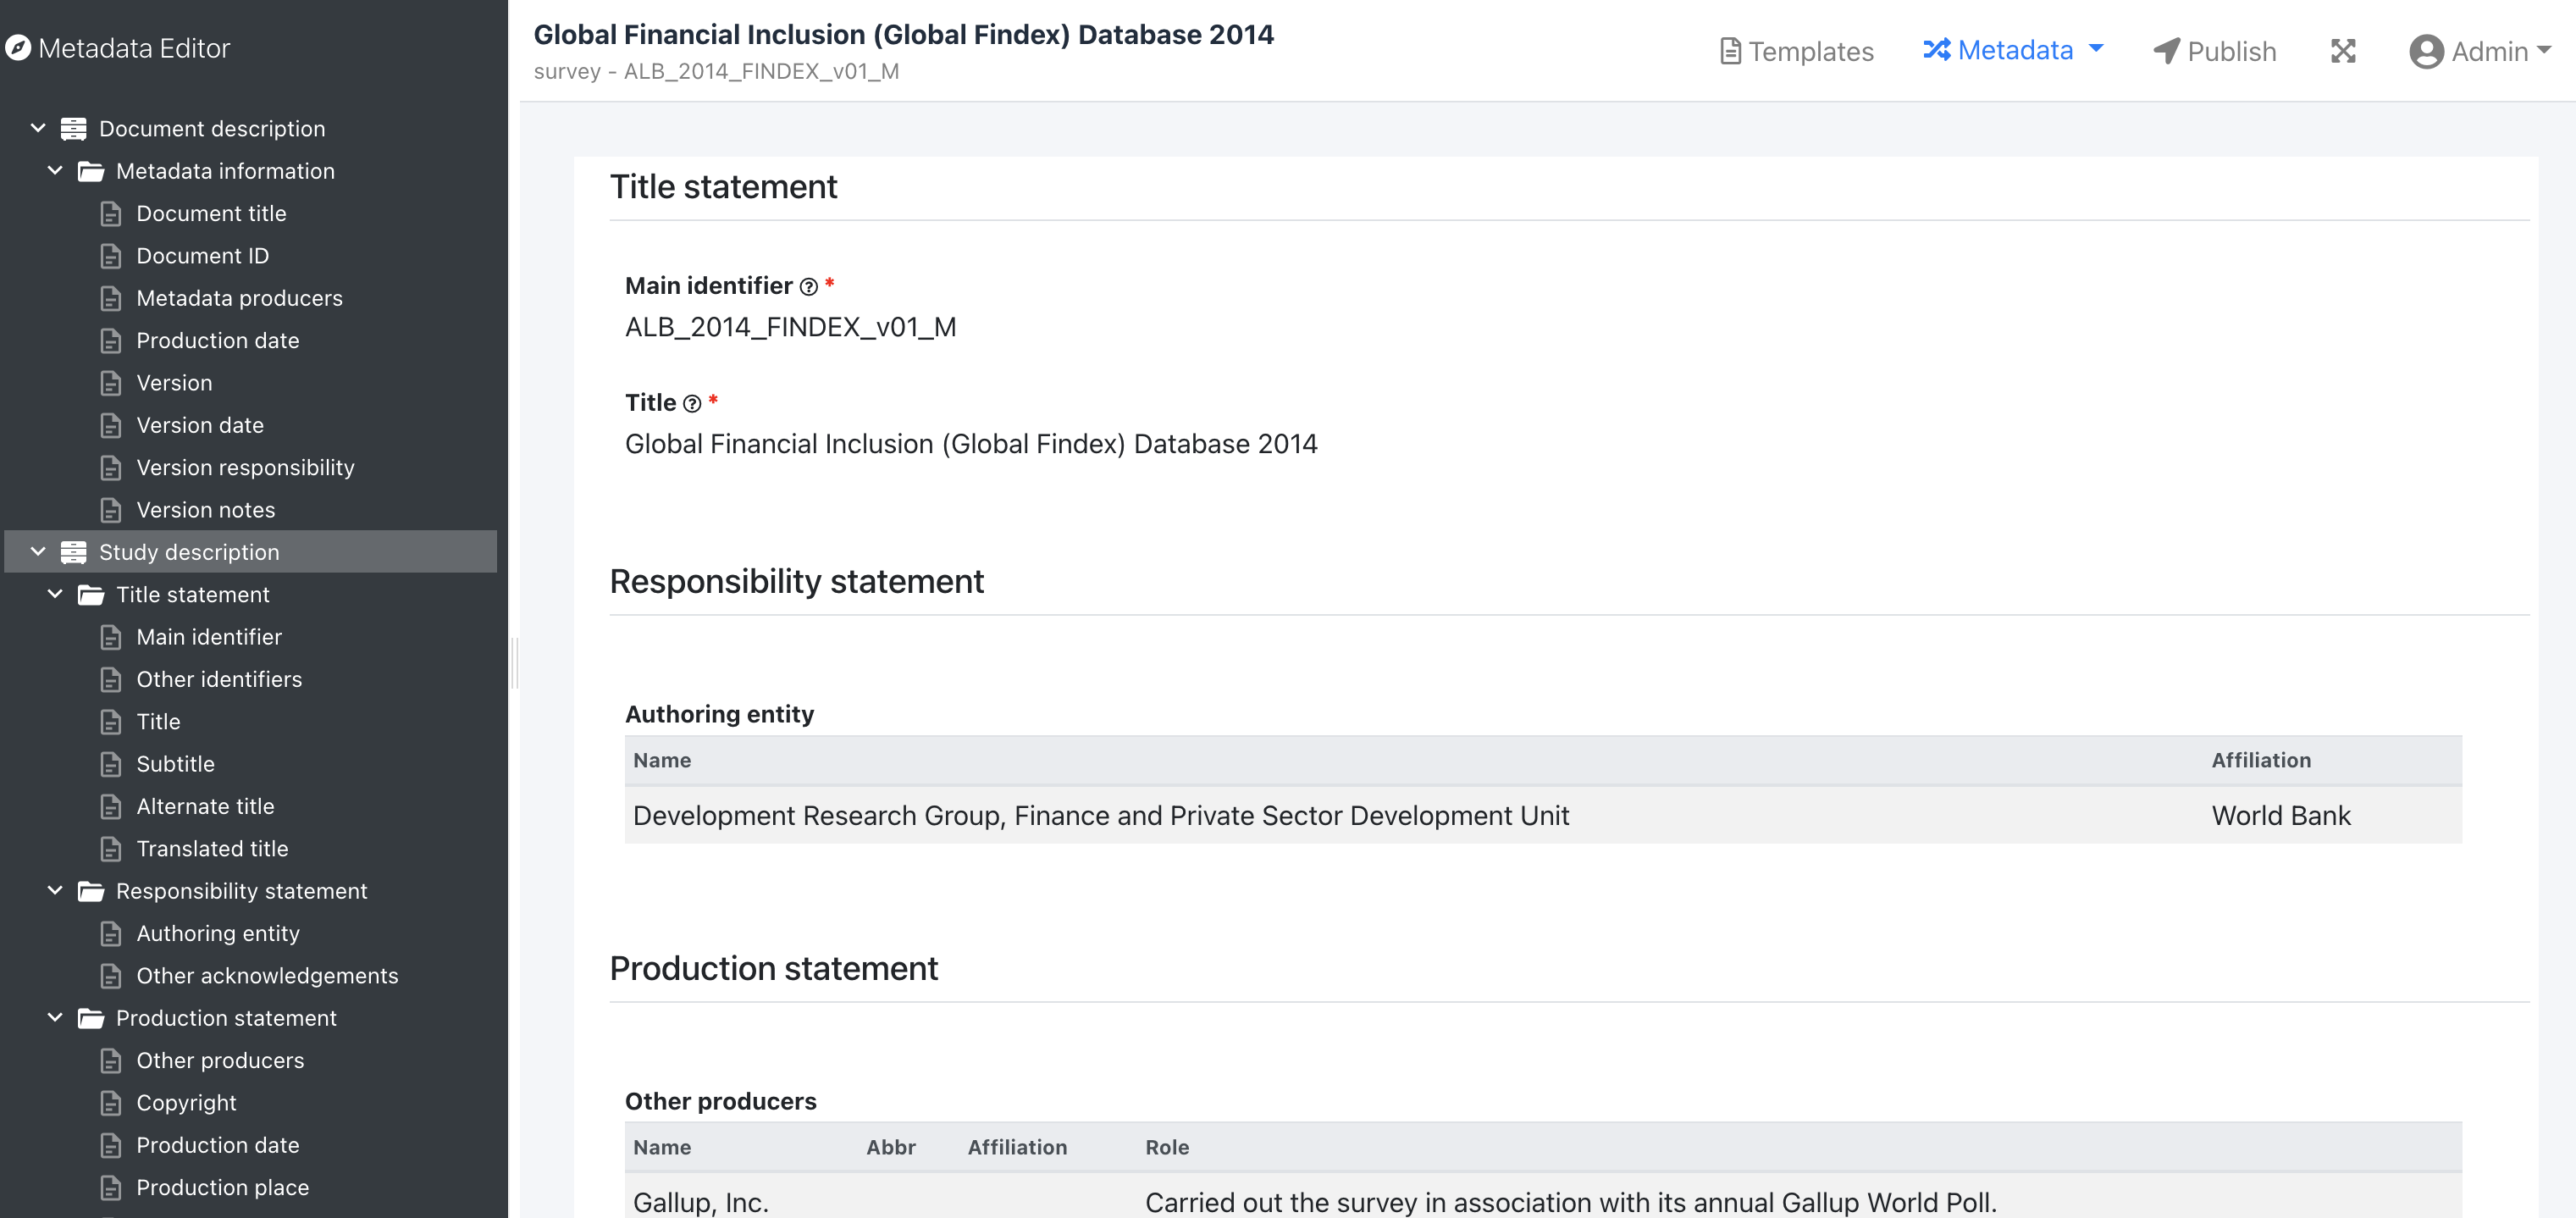 Metadata Editor
Document description
Metadata information
Document title
Document ID
Metadata producers
Production date
Version
Version date
Version responsibility
Version notes
Study description
Title statement
Main identifier
Other identifiers
Title
Subtitle
Alternate title
Translated title
Responsibility statement
Authoring entity
Other acknowledgements
Production statement
Other producers
Copyright
Production date
Production place
Global Financial Inclusion (Global Findex) Database 2014
survey - ALB_2014_FINDEX_v01_M
Templates Metadata Publish Admin
Title statement
Main identifier ? *
ALB_2014_FINDEX_v01_M
Title ? *
Global Financial Inclusion (Global Findex) Database 2014
Responsibility statement
Authoring entity
Name Affiliation
Development Research Group, Finance and Private Sector Development Unit World Bank
Production statement
Other producers
Name Abbr Affiliation Role
Gallup, Inc. Carried out the survey in association with its annual Gallup World Poll.